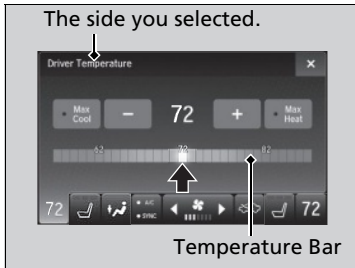 The side you selected.
Driver Temperature ×
Max Cool − 72 + Max Heat
62 72 82
72 A/C SYNC 72
Temperature Bar